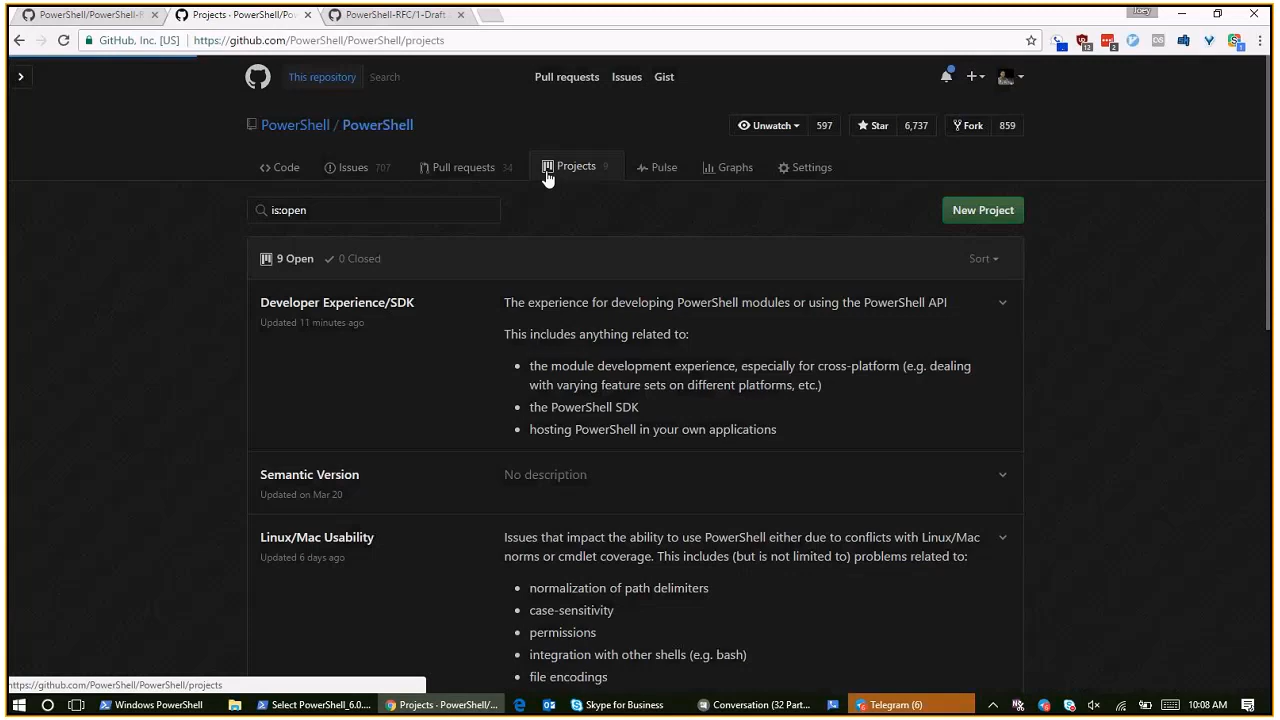 PowerShell/PowerShell-R
Projects · PowerShell/Pow
PowerShell-RFC/1-Draft
Joey
GitHub, Inc. [US]
https://github.com/PowerShell/PowerShell/projects
12
2
1
This repository
Search
Pull requests
Issues
Gist
PowerShell / PowerShell
Unwatch
597
Star
6,737
Fork
859
Code
Issues 707
Pull requests 34
Projects 9
Pulse
Graphs
Settings
is:open
New Project
9 Open
0 Closed
Sort
Developer Experience/SDK
Updated 11 minutes ago
The experience for developing PowerShell modules or using the PowerShell API
This includes anything related to:
the module development experience, especially for cross-platform (e.g. dealing
with varying feature sets on different platforms, etc.)
the PowerShell SDK
hosting PowerShell in your own applications
Semantic Version
Updated on Mar 20
No description
Linux/Mac Usability
Updated 6 days ago
Issues that impact the ability to use PowerShell either due to conflicts with Linux/Mac
norms or cmdlet coverage. This includes (but is not limited to) problems related to:
normalization of path delimiters
case-sensitivity
permissions
integration with other shells (e.g. bash)
file encodings
https://github.com/PowerShell/PowerShell/projects
Windows PowerShell
Select PowerShell_6.0....
Projects - PowerShell/...
Skype for Business
Conversation (32 Part...
Telegram (6)
10:08 AM